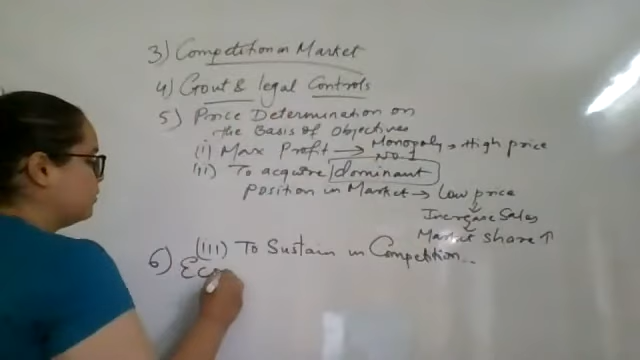 3) Competition in Market
4) Govt & legal Controls
5) Price Determination on
the Basis of Objectives
(i) Max Profit → Monopoly → High price
No.1
(ii) To acquire dominant
position in Market → Low price
Increase Sales
Market share ↑
(iii) To Sustain in Competition..
6) Eco